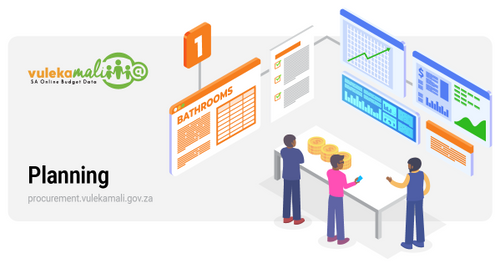 vulekamali
SA Online Budget Data
Planning
procurement.vulekamali.gov.za
1
BATHROOMS
$